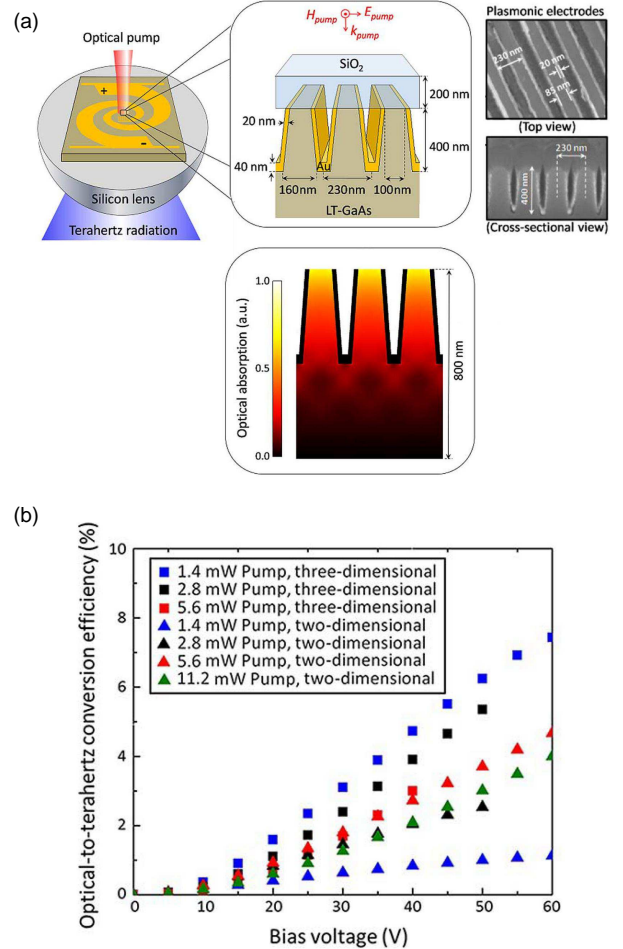 (a)
Optical pump
+
-
Silicon lens
Terahertz radiation
H_pump E_pump
k_pump
SiO2
200 nm
20 nm
400 nm
40 nm
Au
160nm 230nm 100nm
LT-GaAs
Plasmonic electrodes
230 nm
20 nm
85 nm
(Top view)
230 nm
400 nm
(Cross-sectional view)
Optical absorption (a.u.)
1.0
0.5
0.0
800 nm
(b)
Optical-to-terahertz conversion efficiency (%)
10
8
6
4
2
0
1.4 mW Pump, three-dimensional
2.8 mW Pump, three-dimensional
5.6 mW Pump, three-dimensional
1.4 mW Pump, two-dimensional
2.8 mW Pump, two-dimensional
5.6 mW Pump, two-dimensional
11.2 mW Pump, two-dimensional
0 10 20 30 40 50 60
Bias voltage (V)